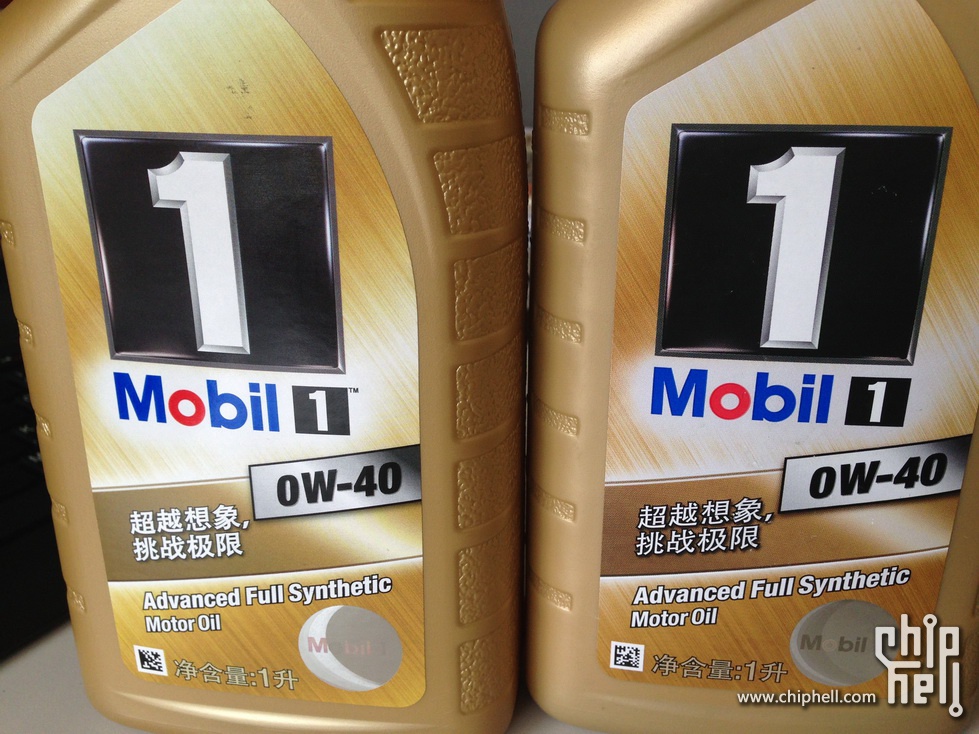 1
Mobil 1™
0W-40
超越想象,
挑战极限
Advanced Full Synthetic
Motor Oil
Mobil
净含量:1升
1
Mobil 1
0W-40
超越想象,
挑战极限
Advanced Full Synthetic
Motor Oil
Mobil
净含量:1升
chip
hell
www.chiphell.com